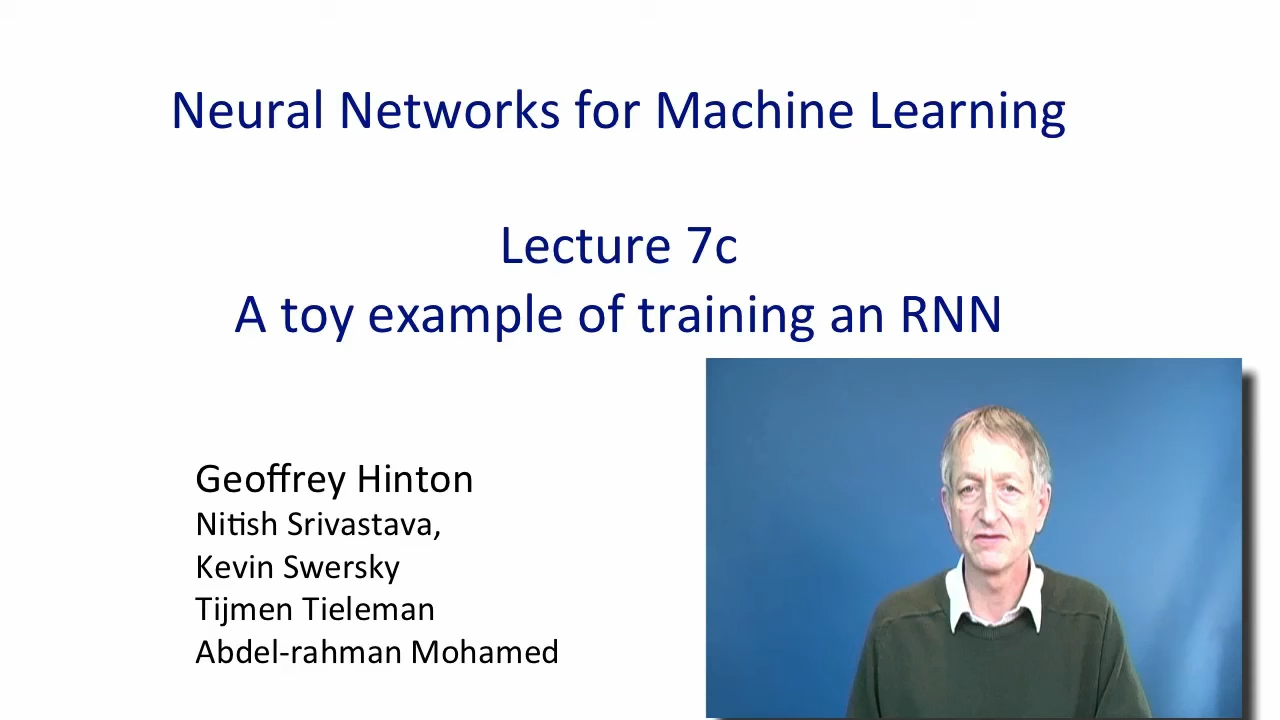 Neural Networks for Machine Learning
Lecture 7c
A toy example of training an RNN
Geoffrey Hinton
Nitish Srivastava,
Kevin Swersky
Tijmen Tieleman
Abdel-rahman Mohamed